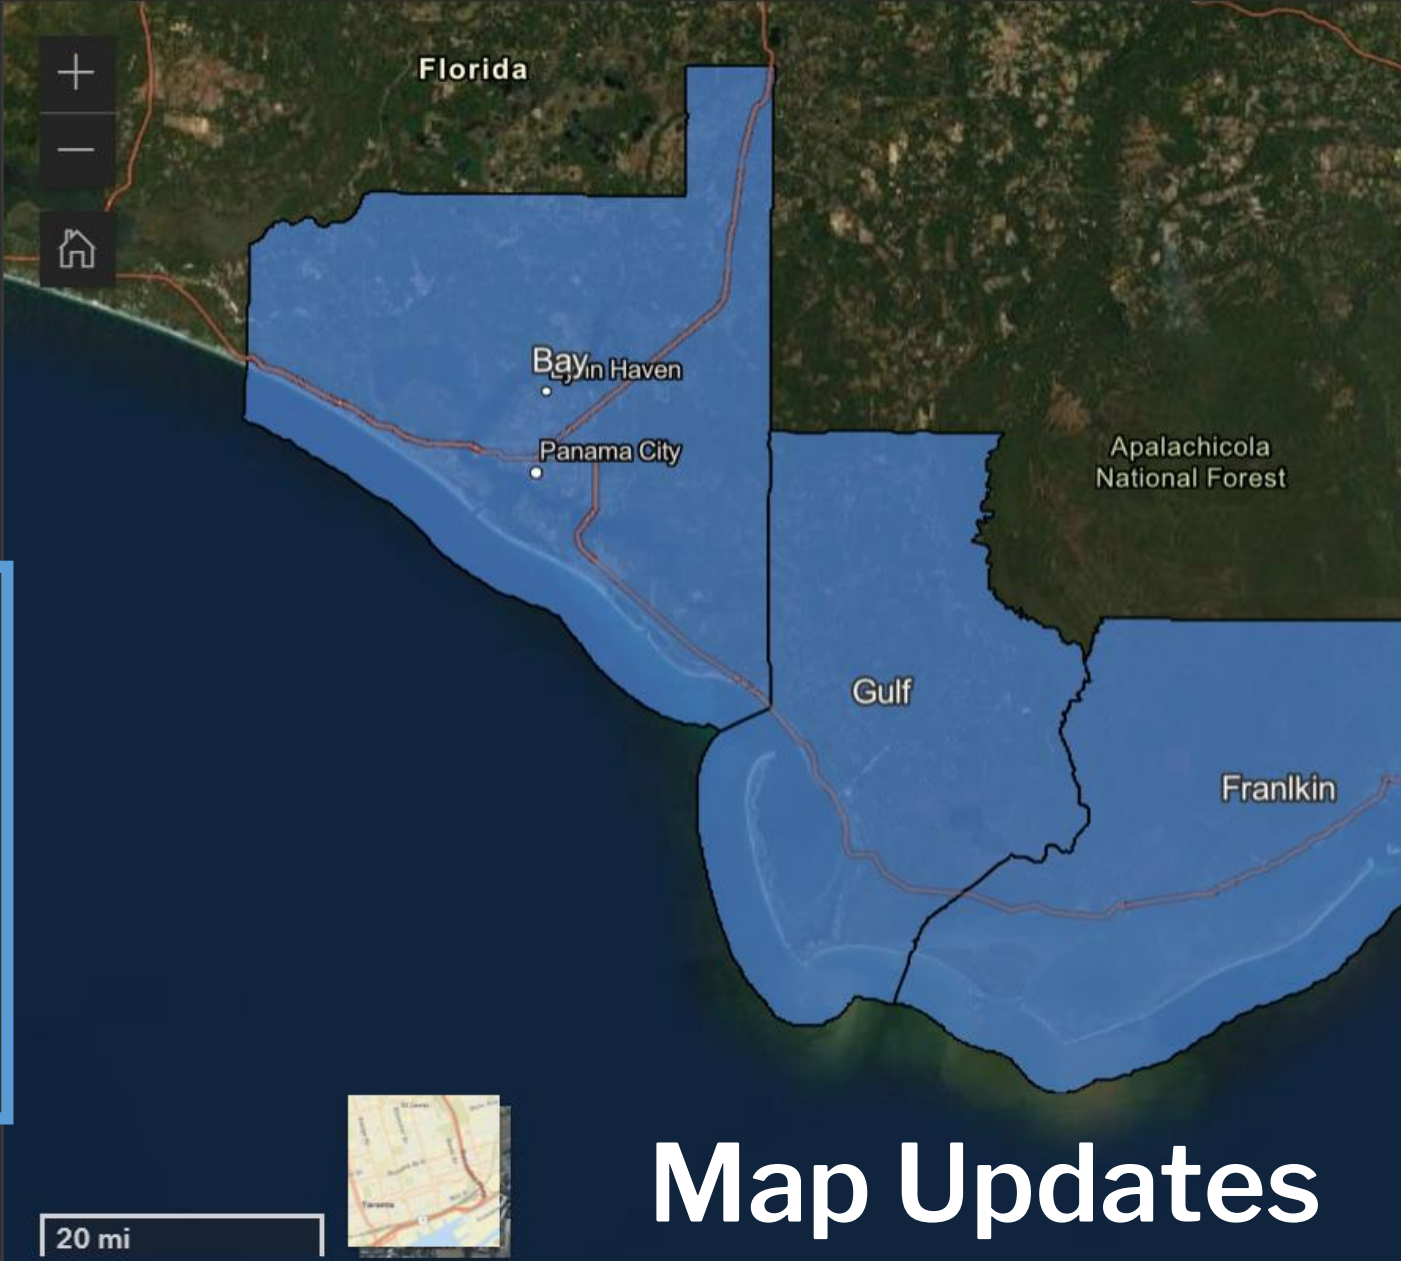 Florida
Bay
Lynn Haven
Panama City
Apalachicola
National Forest
Gulf
Franlkin
Map Updates
20 mi